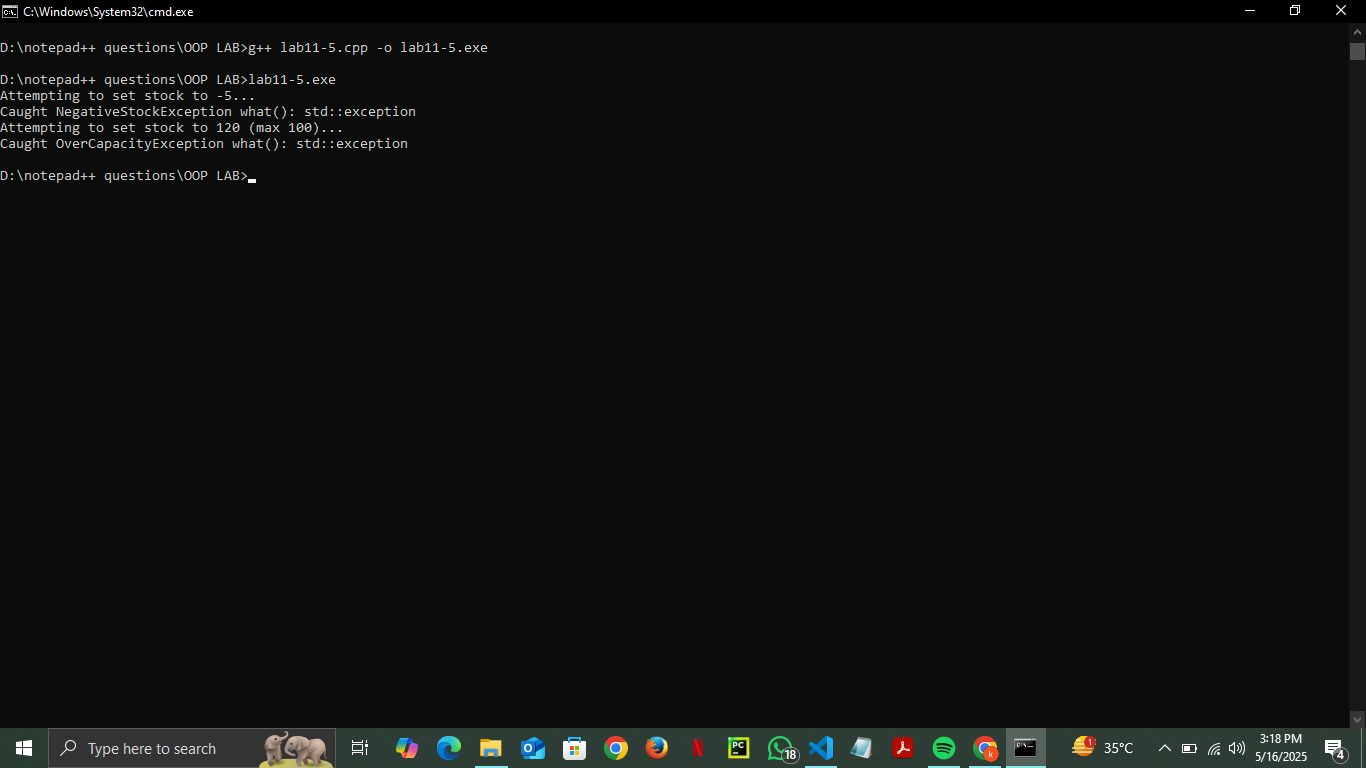 C:\Windows\System32\cmd.exe
D:\notepad++ questions\OOP LAB>g++ lab11-5.cpp -o lab11-5.exe
D:\notepad++ questions\OOP LAB>lab11-5.exe
Attempting to set stock to -5...
Caught NegativeStockException what(): std::exception
Attempting to set stock to 120 (max 100)...
Caught OverCapacityException what(): std::exception
D:\notepad++ questions\OOP LAB>
Type here to search
PC
18
k
1
35°C
3:18 PM
5/16/2025
4